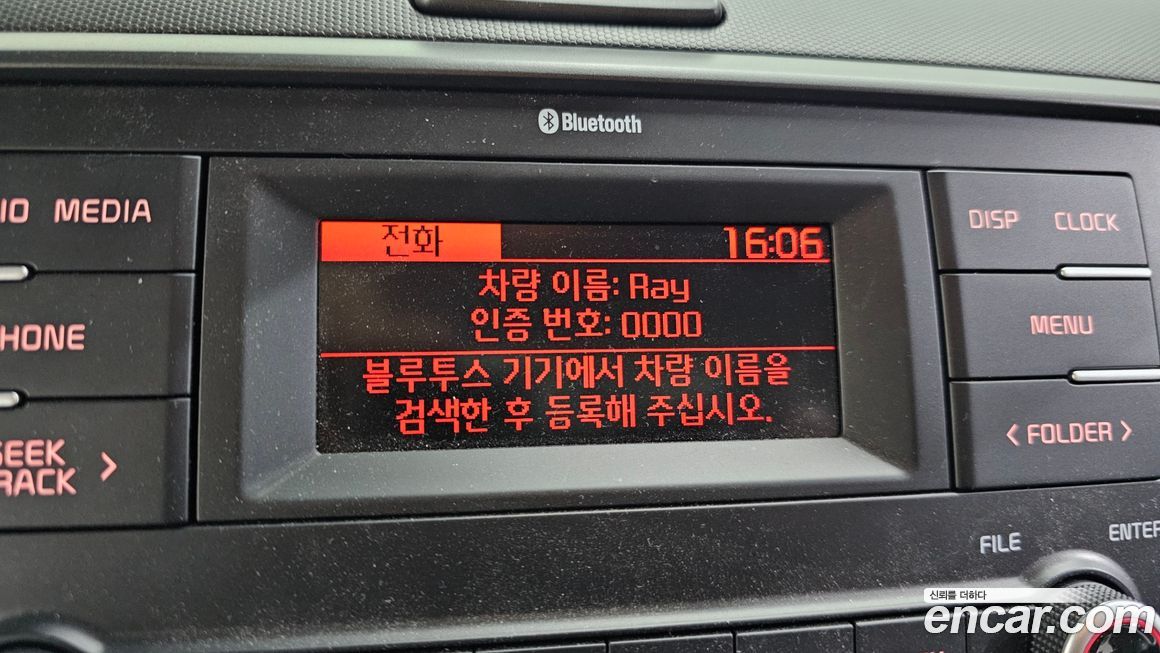 Bluetooth
MEDIA
DISP CLOCK
전화 16:06
차량 이름: Ray
MENU
인증 번호: 0000
HONE
블루투스 기기에서 차량 이름을
검색한 후 등록해 주십시오.
< FOLDER >
SEEK >
RACK
FILE ENTER
신뢰를 더하다
encar.com